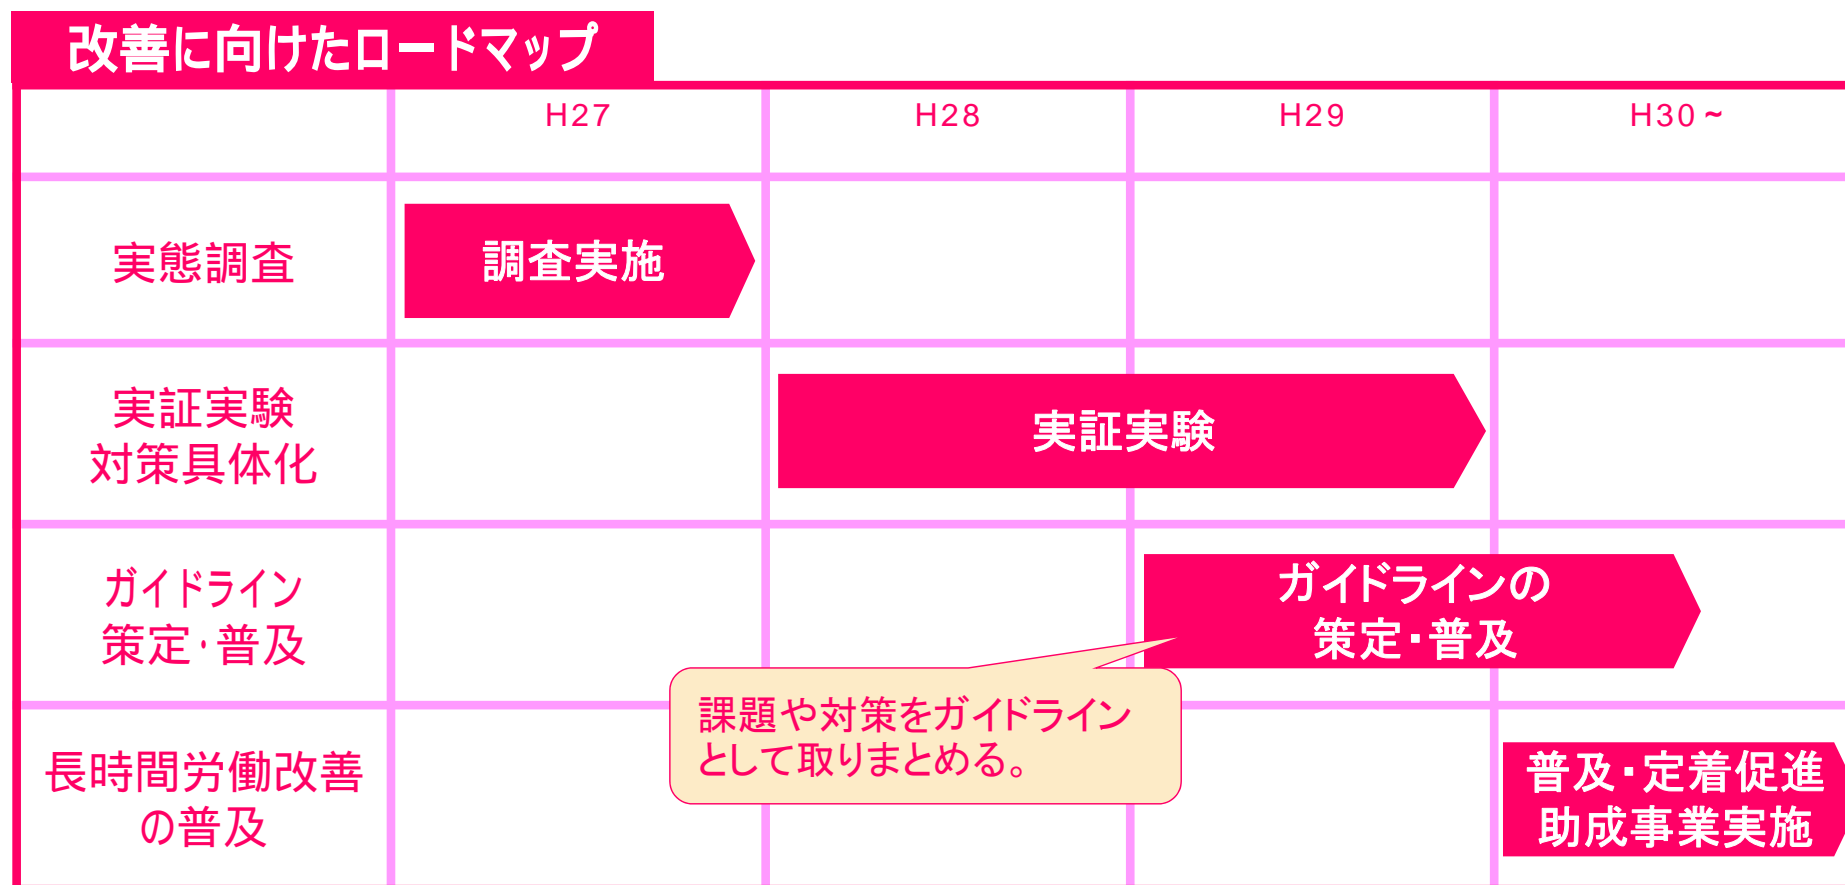 改善に向けたロードマップ
H27 H28 H29 H30~
実態調査
調査実施
実証実験
対策具体化
実証実験
ガイドライン
策定・普及
ガイドラインの
策定・普及
課題や対策をガイドライン
として取りまとめる。
長時間労働改善
の普及
普及・定着促進
助成事業実施